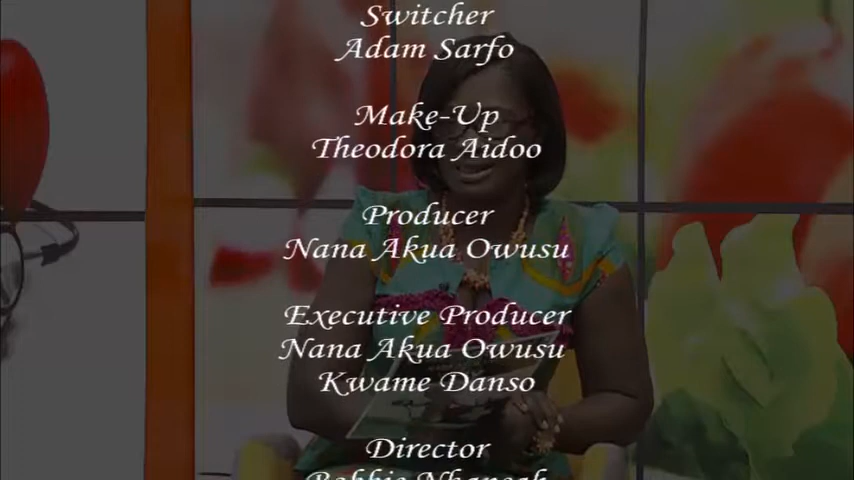 Switcher
Adam Sarfo
Make-Up
Theodora Aidoo
Producer
Nana Akua Owusu
Executive Producer
Nana Akua Owusu
Kwame Danso
Director